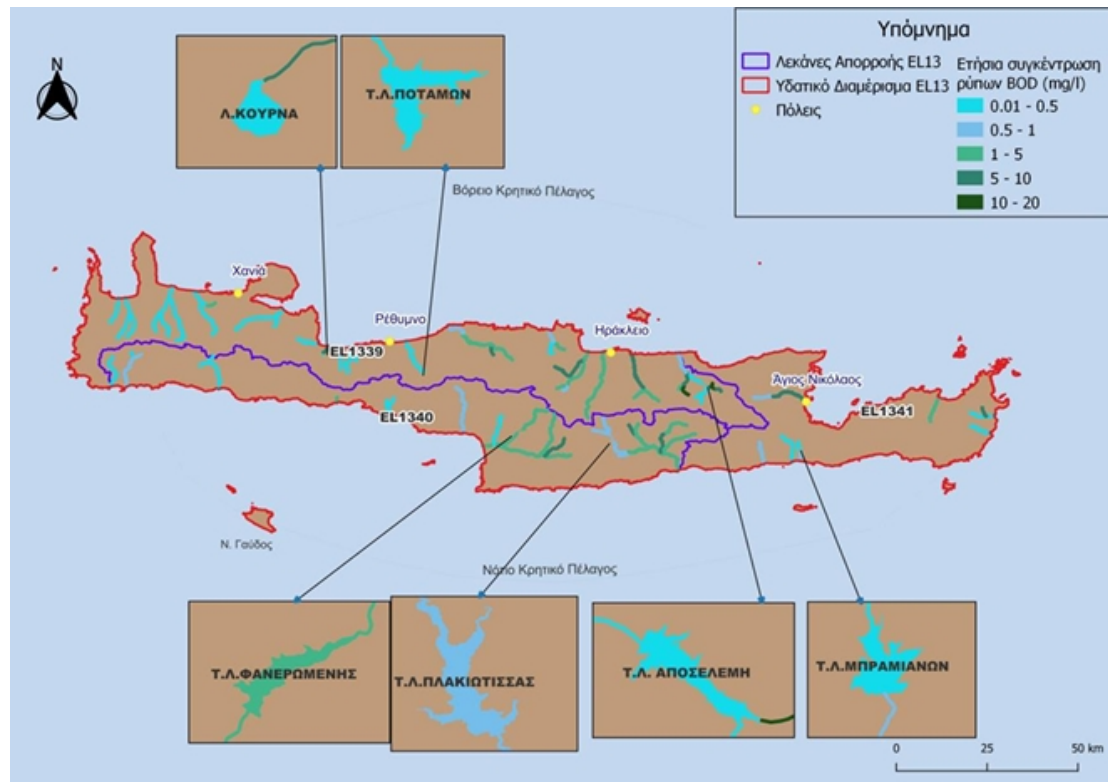 Υπόμνημα
Λεκάνες Απορροής EL13
Υδατικό Διαμέρισμα EL13
Πόλεις
Ετήσια συγκέντρωση
ρύπων BOD (mg/l)
0.01 - 0.5
0.5 - 1
1 - 5
5 - 10
10 - 20
N
Λ.ΚΟΥΡΝΑ
Τ.Λ.ΠΟΤΑΜΩΝ
Βόρειο Κρητικό Πέλαγος
Χανιά
Ρέθυμνο
Ηράκλειο
Άγιος Νικόλαος
EL1339
EL1340
EL1341
Ν. Γαύδος
Νότιο Κρητικό Πέλαγος
Τ.Λ.ΦΑΝΕΡΩΜΕΝΗΣ
Τ.Λ.ΠΛΑΚΙΩΤΙΣΣΑΣ
Τ.Λ. ΑΠΟΣΕΛΕΜΗ
Τ.Λ.ΜΠΡΑΜΙΑΝΩΝ
0 25 50 km